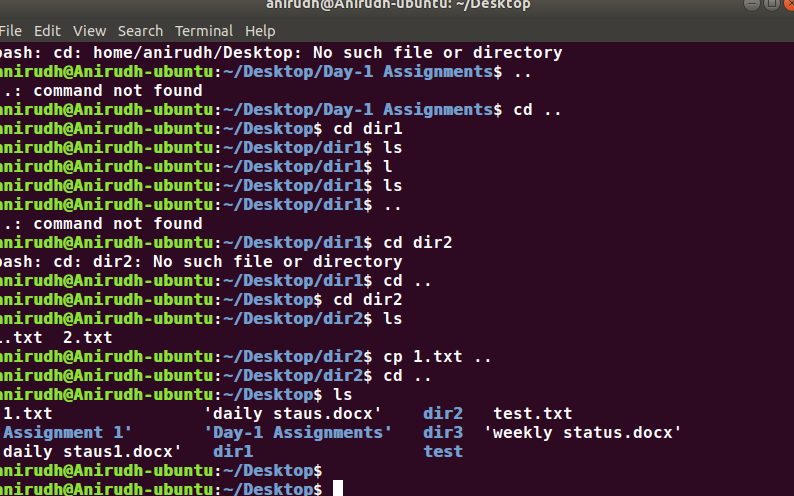 anirudh@Anirudh-ubuntu: ~/Desktop
File Edit View Search Terminal Help
bash: cd: home/anirudh/Desktop: No such file or directory
anirudh@Anirudh-ubuntu:~/Desktop/Day-1 Assignments$ ..
..: command not found
anirudh@Anirudh-ubuntu:~/Desktop/Day-1 Assignments$ cd ..
anirudh@Anirudh-ubuntu:~/Desktop$ cd dir1
anirudh@Anirudh-ubuntu:~/Desktop/dir1$ ls
anirudh@Anirudh-ubuntu:~/Desktop/dir1$ l
anirudh@Anirudh-ubuntu:~/Desktop/dir1$ ls
anirudh@Anirudh-ubuntu:~/Desktop/dir1$ ..
..: command not found
anirudh@Anirudh-ubuntu:~/Desktop/dir1$ cd dir2
bash: cd: dir2: No such file or directory
anirudh@Anirudh-ubuntu:~/Desktop/dir1$ cd ..
anirudh@Anirudh-ubuntu:~/Desktop$ cd dir2
anirudh@Anirudh-ubuntu:~/Desktop/dir2$ ls
1.txt  2.txt
anirudh@Anirudh-ubuntu:~/Desktop/dir2$ cp 1.txt ..
anirudh@Anirudh-ubuntu:~/Desktop/dir2$ cd ..
anirudh@Anirudh-ubuntu:~/Desktop$ ls
1.txt 'daily staus.docx' dir2 test.txt
Assignment 1' 'Day-1 Assignments' dir3 'weekly status.docx'
daily staus1.docx' dir1 test
anirudh@Anirudh-ubuntu:~/Desktop$
anirudh@Anirudh-ubuntu:~/Desktop$